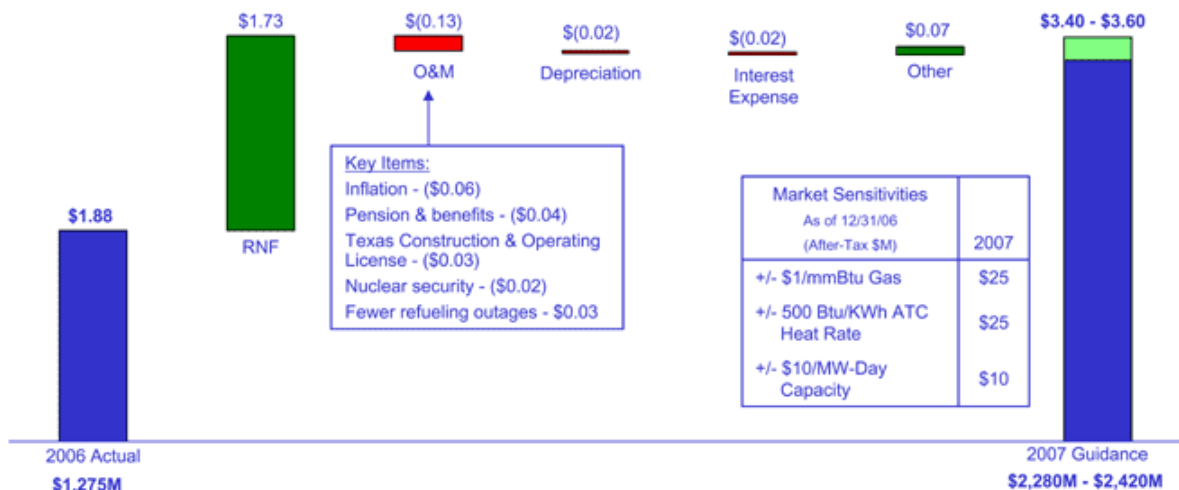 $1.73
$(0.13)
$(0.02)
$(0.02)
$0.07
$3.40 - $3.60
O&M
Depreciation
Interest
Expense
Other
Key Items:
Inflation - ($0.06)
Pension & benefits - ($0.04)
Texas Construction & Operating
License - ($0.03)
Nuclear security - ($0.02)
Fewer refueling outages - $0.03
$1.88
RNF
Market Sensitivities
As of 12/31/06
(After-Tax $M)
2007
+/- $1/mmBtu Gas
$25
+/- 500 Btu/KWh ATC
Heat Rate
$25
+/- $10/MW-Day
Capacity
$10
2006 Actual
$1,275M
2007 Guidance
$2,280M - $2,420M